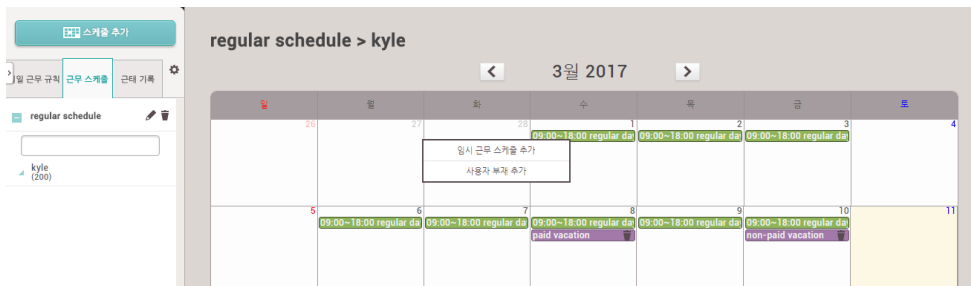 스케줄 추가
regular schedule > kyle
3월 2017
일 근무 규칙 근무 스케줄 근태 기록
regular schedule
kyle
(200)
일 월 화 수 목 금 토
26 27 28 1 2 3 4
09:00~18:00 regular day 09:00~18:00 regular day 09:00~18:00 regular day
임시 근무 스케줄 추가
사용자 부재 추가
5 6 7 8 9 10 11
09:00~18:00 regular da 09:00~18:00 regular da 09:00~18:00 regular da 09:00~18:00 regular da 09:00~18:00 regular da
paid vacation non-paid vacation